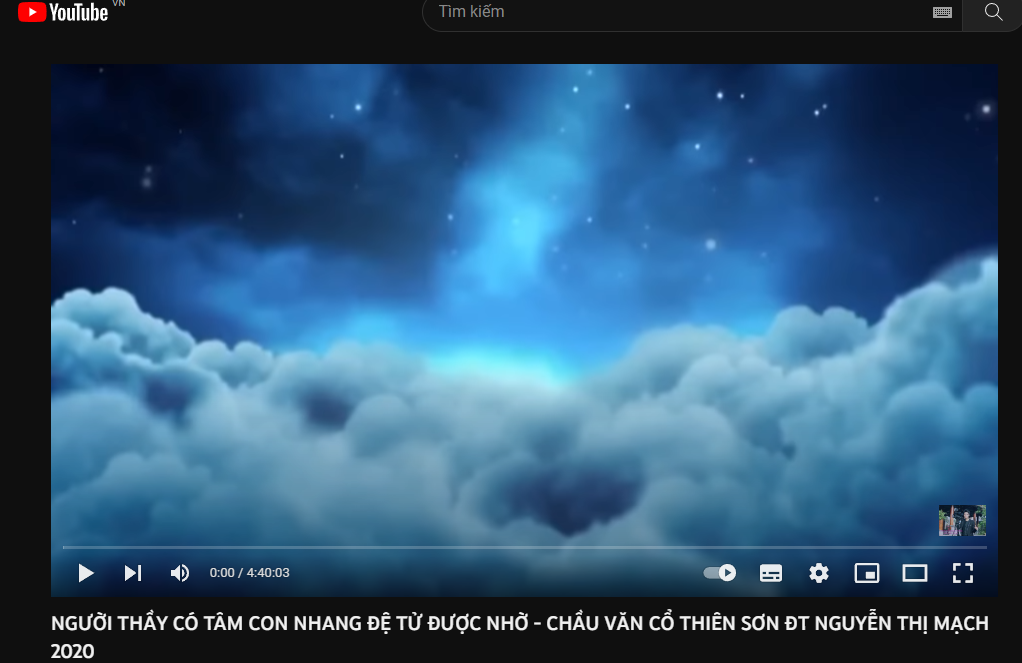 YouTube VN
Tìm kiếm
0:00 / 4:40:03
NGƯỜI THẦY CÓ TÂM CON NHANG ĐỆ TỬ ĐƯỢC NHỜ - CHẦU VĂN CỔ THIÊN SƠN ĐT NGUYỄN THỊ MẠCH
2020